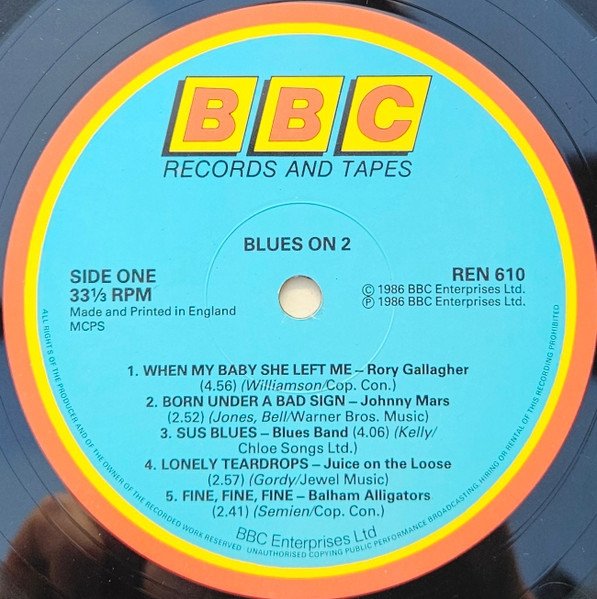 BBC
RECORDS AND TAPES
BLUES ON 2
SIDE ONE
33⅓ RPM
Made and Printed in England
MCPS
REN 610
© 1986 BBC Enterprises Ltd.
℗ 1986 BBC Enterprises Ltd.
1. WHEN MY BABY SHE LEFT ME – Rory Gallagher
(4.56) (Williamson/Cop. Con.)
2. BORN UNDER A BAD SIGN – Johnny Mars
(2.52) (Jones, Bell/Warner Bros. Music)
3. SUS BLUES – Blues Band (4.06) (Kelly/
Chloe Songs Ltd.)
4. LONELY TEARDROPS – Juice on the Loose
(2.57) (Gordy/Jewel Music)
5. FINE, FINE, FINE – Balham Alligators
(2.41) (Semien/Cop. Con.)
BBC Enterprises Ltd
ALL RIGHTS OF THE PRODUCER AND OF THE OWNER OF THE RECORDED WORK RESERVED UNAUTHORISED COPYING PUBLIC PERFORMANCE BROADCASTING, HIRING OR RENTAL OF THIS RECORDING PROHIBITED